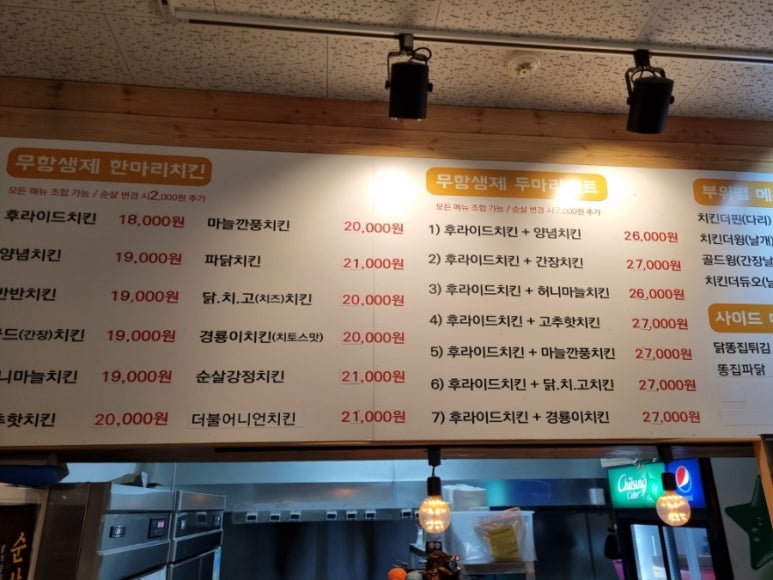 무항생제 한마리치킨
모든 메뉴 조합 가능 / 순살 변경 시 2,000원 추가
후라이드치킨 18,000원
양념치킨 19,000원
반반치킨 19,000원
드(간장)치킨 19,000원
니마늘치킨 19,000원
추핫치킨 20,000원
마늘깐풍치킨 20,000원
파닭치킨 21,000원
닭.치.고(치즈)치킨 20,000원
경룡이치킨(치토스맛) 20,000원
순살강정치킨 21,000원
더불어니언치킨 21,000원
무항생제 두마리 트
모든 메뉴 조합 가능 / 순살 변경 시 2,000원 추가
1) 후라이드치킨 + 양념치킨 26,000원
2) 후라이드치킨 + 간장치킨 27,000원
3) 후라이드치킨 + 허니마늘치킨 26,000원
4) 후라이드치킨 + 고추핫치킨 27,000원
5) 후라이드치킨 + 마늘깐풍치킨 27,000원
6) 후라이드치킨 + 닭.치.고치킨 27,000원
7) 후라이드치킨 + 경룡이치킨 27,000원
부위별 메
치킨더판(다리)
치킨더윙(날개)
골드윙(간장날
치킨더듀오(날
사이드 메
닭똥집튀김
똥집파닭
Chilsung
Cider
pepsi
순살